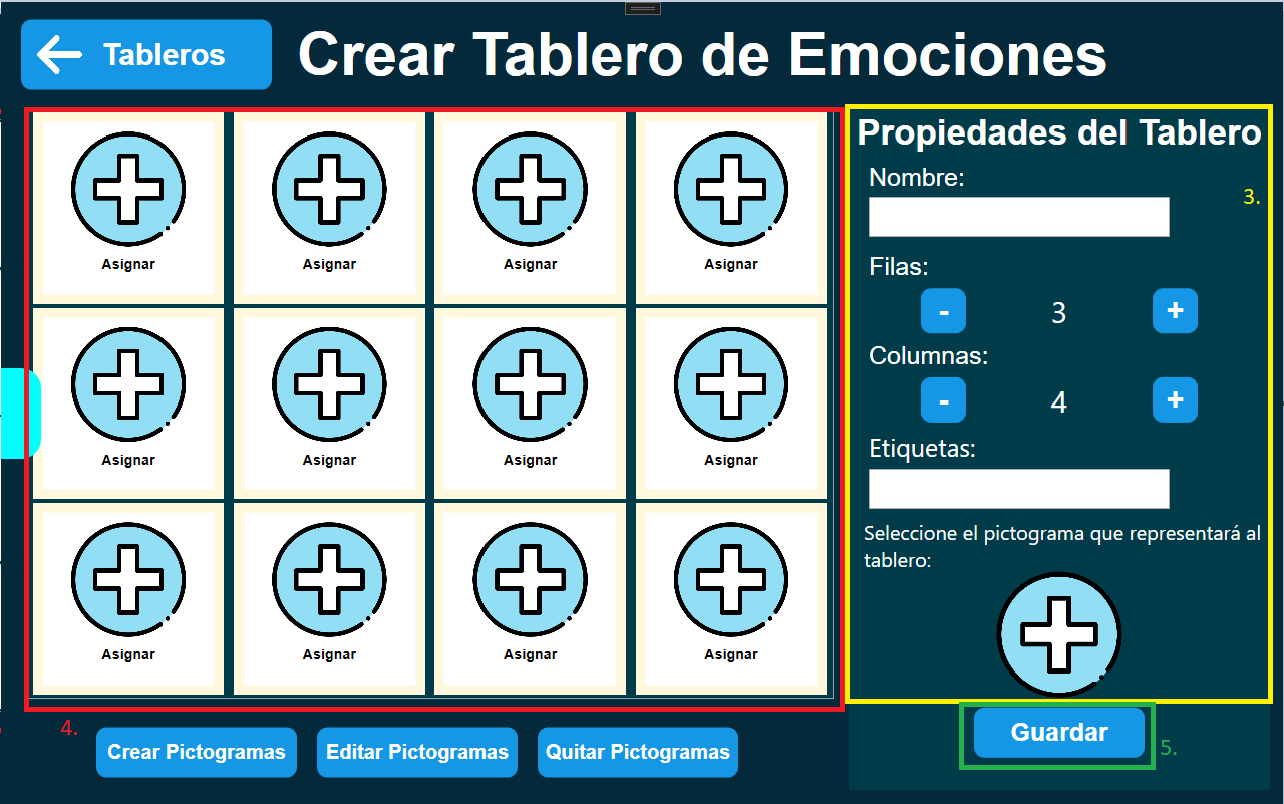 Tableros
Crear Tablero de Emociones
Asignar Asignar Asignar Asignar
Asignar Asignar Asignar Asignar
Asignar Asignar Asignar Asignar
4.
Crear Pictogramas Editar Pictogramas Quitar Pictogramas
Propiedades del Tablero
Nombre:
3.
Filas:
- 3 +
Columnas:
- 4 +
Etiquetas:
Seleccione el pictograma que representará al
tablero:
Guardar
5.